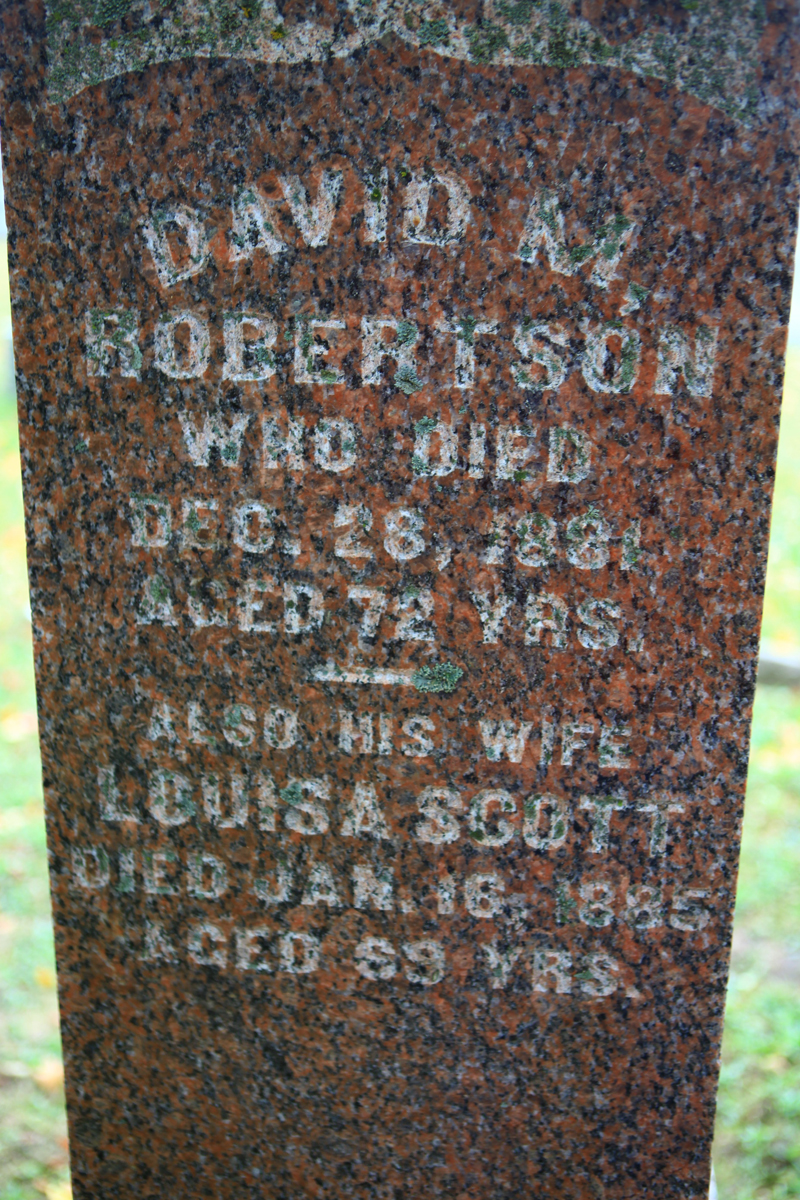 DAVID M.
ROBERTSON
WHO DIED
DEC. 28, 1881
AGED 72 YRS.
ALSO HIS WIFE
LOUISA SCOTT
DIED JAN. 16. 1885
AGED 69 YRS.